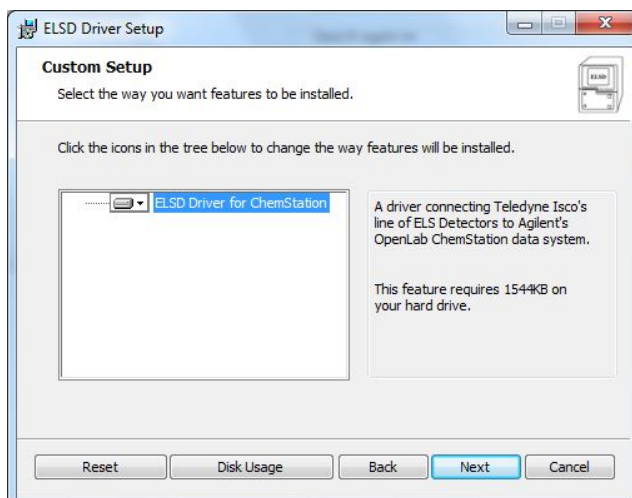 ELSD Driver Setup
Custom Setup
Select the way you want features to be installed.
ELSD
Click the icons in the tree below to change the way features will be installed.
ELSD Driver for ChemStation
A driver connecting Teledyne Isco's
line of ELS Detectors to Agilent's
OpenLab ChemStation data system.
This feature requires 1544KB on
your hard drive.
Reset
Disk Usage
Back
Next
Cancel